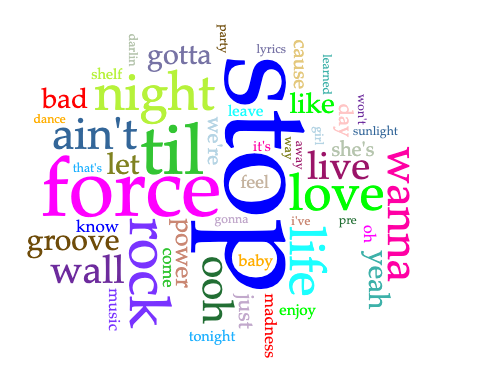 party
darlin
gotta
lyrics
cause
learned
shelf
night
stop
bad
leave
like
won't
dance
ain't
til
we're
day
girl
sunlight
it's
away
way
she's
that's
let
live
wanna
force
feel
love
know
rock
power
gonna
i've
pre
oh
groove
life
yeah
wall
come
ooh
baby
music
just
madness
enjoy
tonight